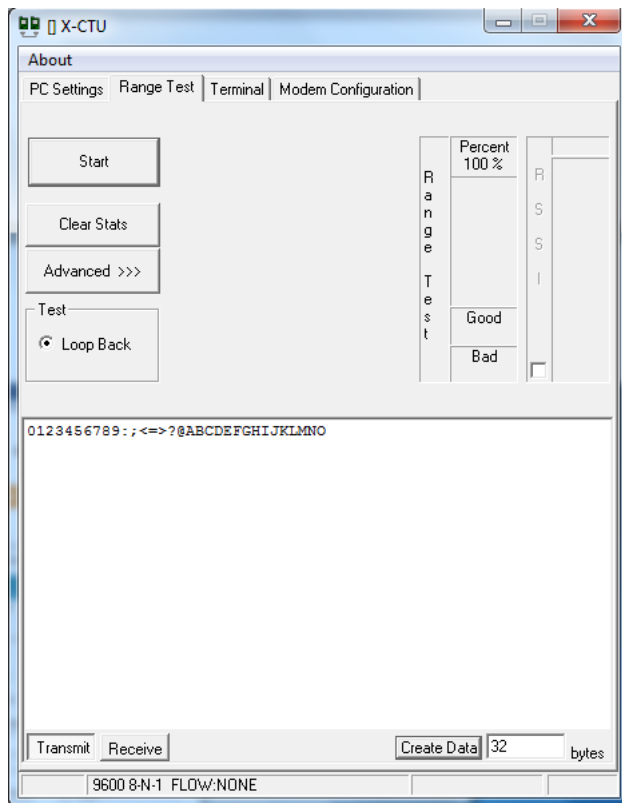 [] X-CTU
About
PC Settings Range Test Terminal Modem Configuration
Start
Clear Stats
Advanced >>>
Test
Loop Back
Range Test
Percent
100 %
Good
Bad
RSSI
0123456789:;<=>?@ABCDEFGHIJKLMNO
Transmit Receive Create Data 32 bytes
9600 8-N-1 FLOW:NONE